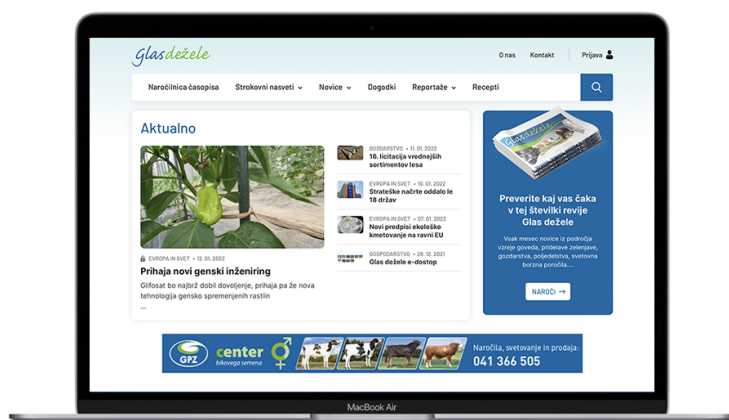 glasdežele
O nas Kontakt Prijava
Naročilnica časopisa Strokovni nasveti Novice Dogodki Reportaže Recepti
Aktualno
EVROPA IN SVET • 12. 01. 2022
Prihaja novi genski inženiring
Glifosat bo najbrž dobil dovoljenje, prihaja pa še nova
tehnologija gensko spremenjenih rastlin
...
GOZDARSTVO • 11. 01. 2022
16. licitacija vrednejših
sortimentov lesa
EVROPA IN SVET • 10. 01. 2022
Strateške načrte oddalo le
18 držav
EVROPA IN SVET • 07. 01. 2022
Novi predpisi ekološko
kmetovanje na ravni EU
GOSPODARSTVO • 28. 12. 2021
Glas dežele e-dostop
glasdežele
Preverite kaj vas čaka
v tej številki revije
Glas dežele
Vsak mesec novice iz področja
vzreje goveda, pridelave zelenjave,
gozdarstva, poljedelstva, svetovna
borzna poročila....
NAROČI →
GPZ
center
bikovega semena
Naročila, svetovanje in prodaja:
041 366 505
MacBook Air